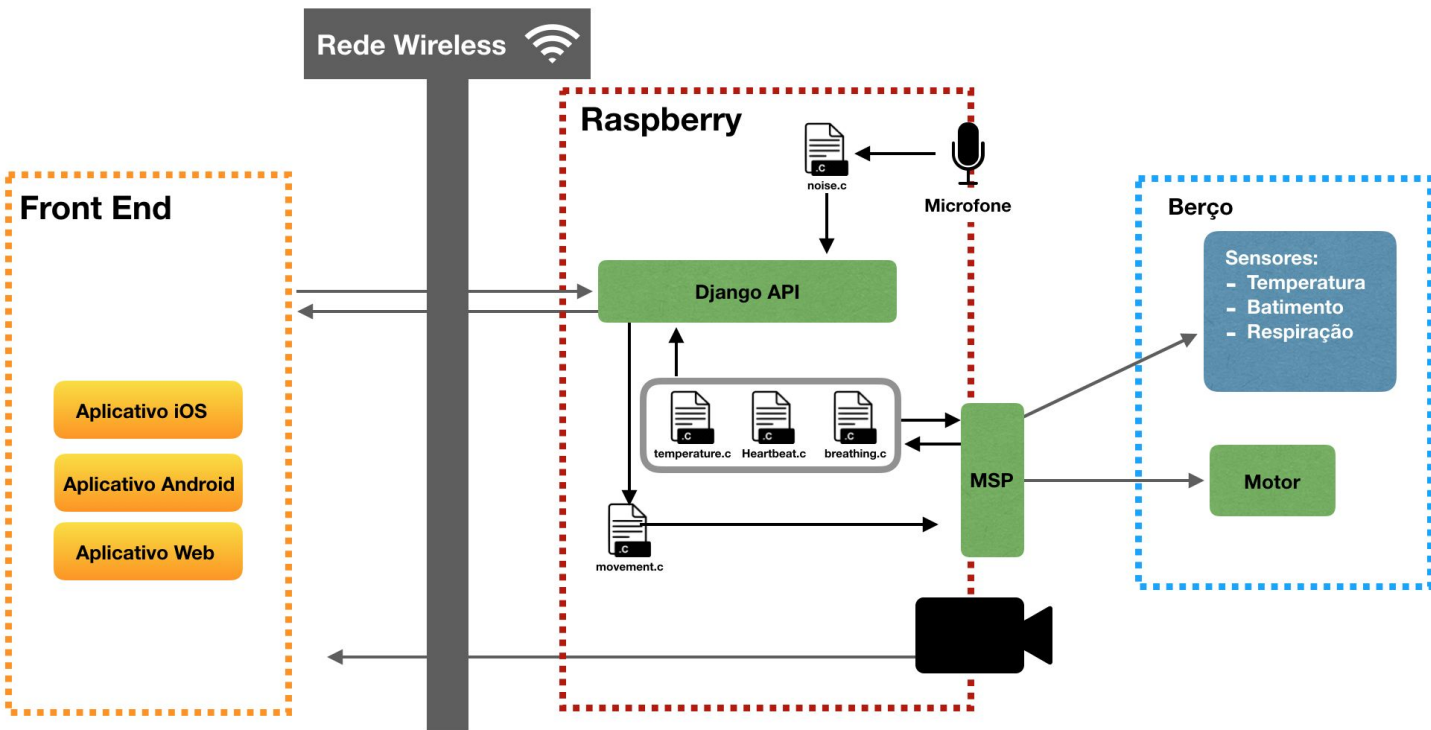 Rede Wireless
Raspberry
.C
noise.c
Microfone
Front End
Berço
Sensores:
- Temperatura
- Batimento
- Respiração
Django API
Aplicativo iOS
.C
.C
.C
temperature.c
Heartbeat.c
breathing.c
MSP
Motor
Aplicativo Android
Aplicativo Web
.C
movement.c